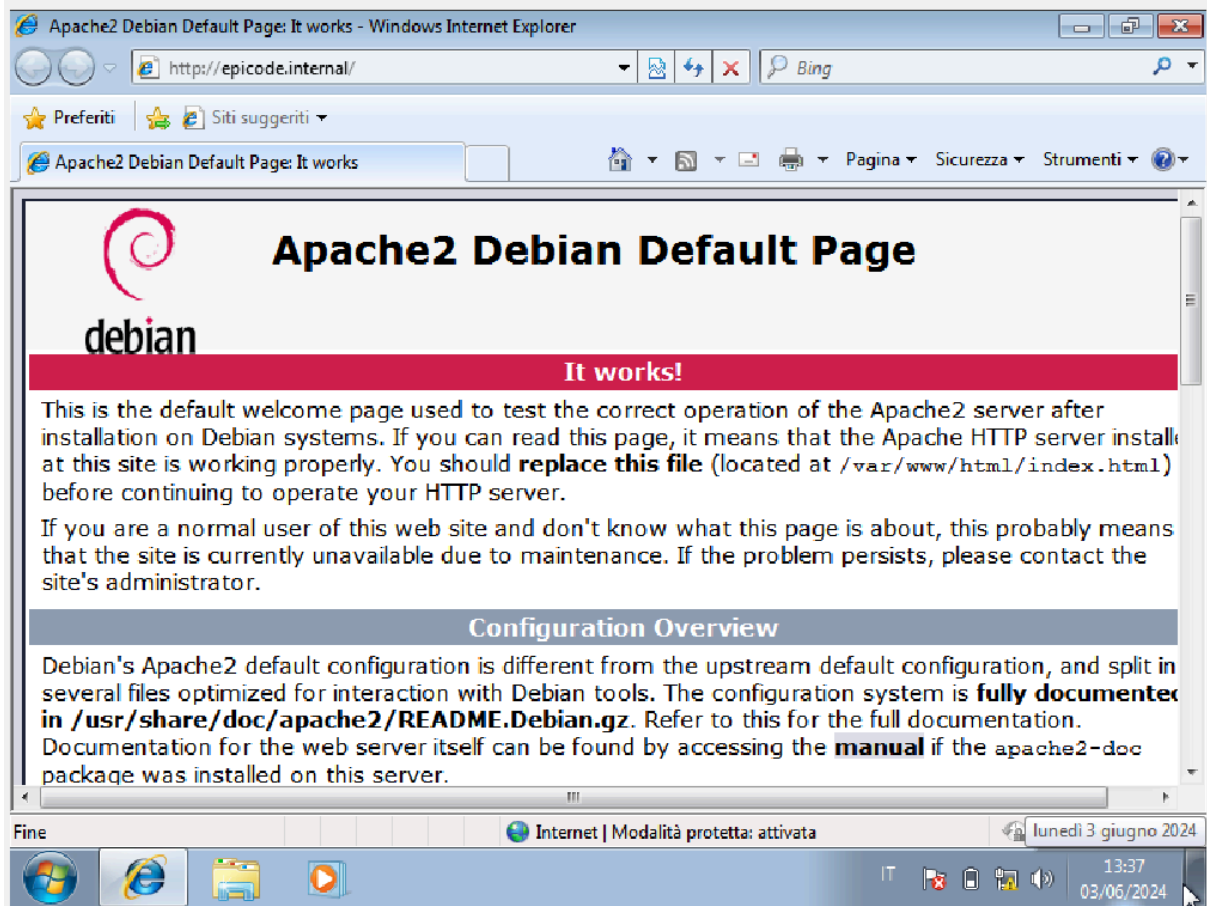 Apache2 Debian Default Page: It works - Windows Internet Explorer
http://epicode.internal/
Bing
Preferiti
Siti suggeriti
Apache2 Debian Default Page: It works
Pagina
Sicurezza
Strumenti
debian
Apache2 Debian Default Page
It works!
This is the default welcome page used to test the correct operation of the Apache2 server after
installation on Debian systems. If you can read this page, it means that the Apache HTTP server installe
at this site is working properly. You should replace this file (located at /var/www/html/index.html)
before continuing to operate your HTTP server.
If you are a normal user of this web site and don't know what this page is about, this probably means
that the site is currently unavailable due to maintenance. If the problem persists, please contact the
site's administrator.
Configuration Overview
Debian's Apache2 default configuration is different from the upstream default configuration, and split in
several files optimized for interaction with Debian tools. The configuration system is fully documented
in /usr/share/doc/apache2/README.Debian.gz. Refer to this for the full documentation.
Documentation for the web server itself can be found by accessing the manual if the apache2-doc
package was installed on this server.
Fine
Internet | Modalità protetta: attivata
lunedì 3 giugno 2024
IT
13:37
03/06/2024